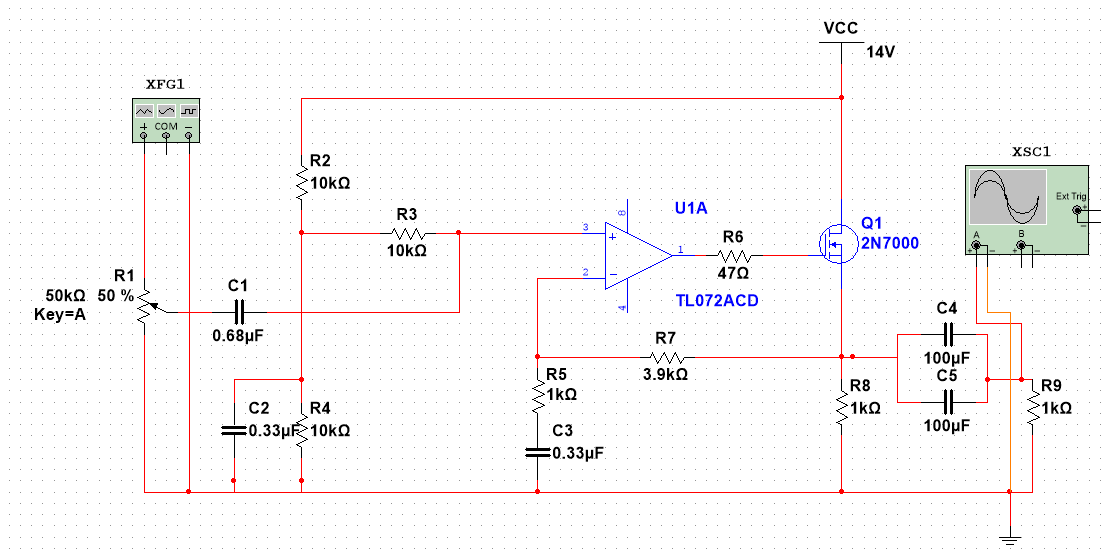 VCC
14V
XFG1
+ COM −
R2
10kΩ
R3
10kΩ
3
8
U1A
+
−
1
2
4
TL072ACD
R6
47Ω
Q1
2N7000
XSC1
Ext Trig
+
−
A
B
+ − + −
R1
50kΩ 50 %
Key=A
C1
0.68µF
R7
3.9kΩ
C4
100µF
C5
100µF
R5
1kΩ
R8
1kΩ
R9
1kΩ
C2
0.33µF
R4
10kΩ
C3
0.33µF